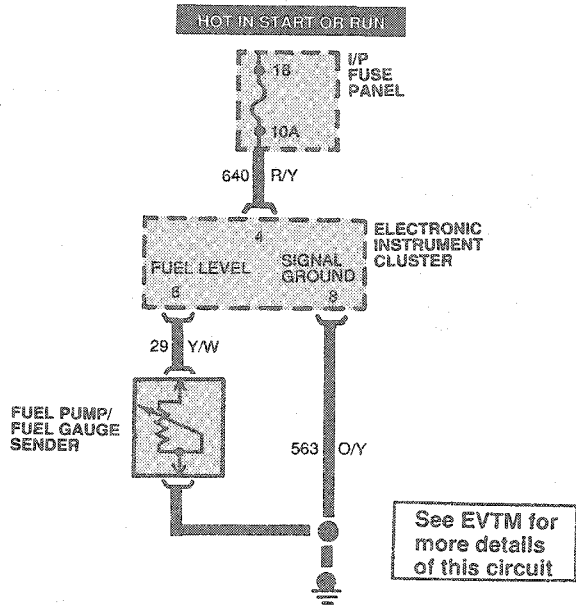 HOT IN START OR RUN
I/P
FUSE
PANEL
18
10A
640 R/Y
ELECTRONIC
INSTRUMENT
CLUSTER
4
FUEL LEVEL
SIGNAL
GROUND
6
8
29 Y/W
FUEL PUMP/
FUEL GAUGE
SENDER
563 O/Y
See EVTM for
more details
of this circuit